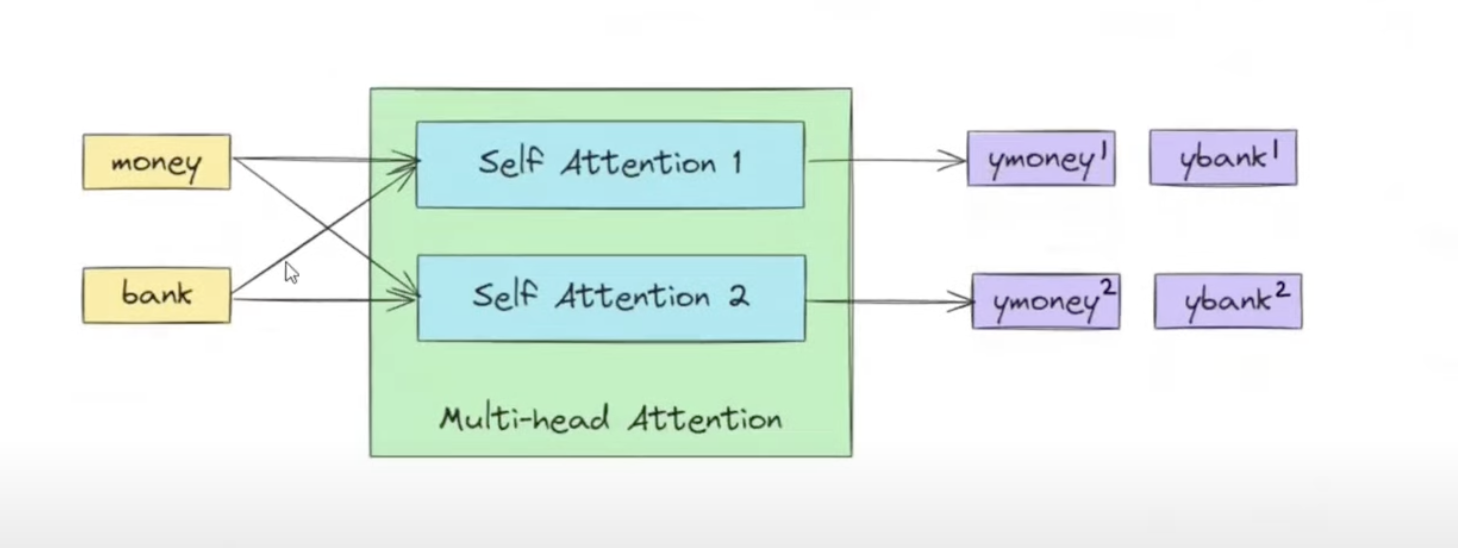 money
Self Attention 1
ymoney¹ ybank¹
bank
Self Attention 2
ymoney² ybank²
Multi-head Attention